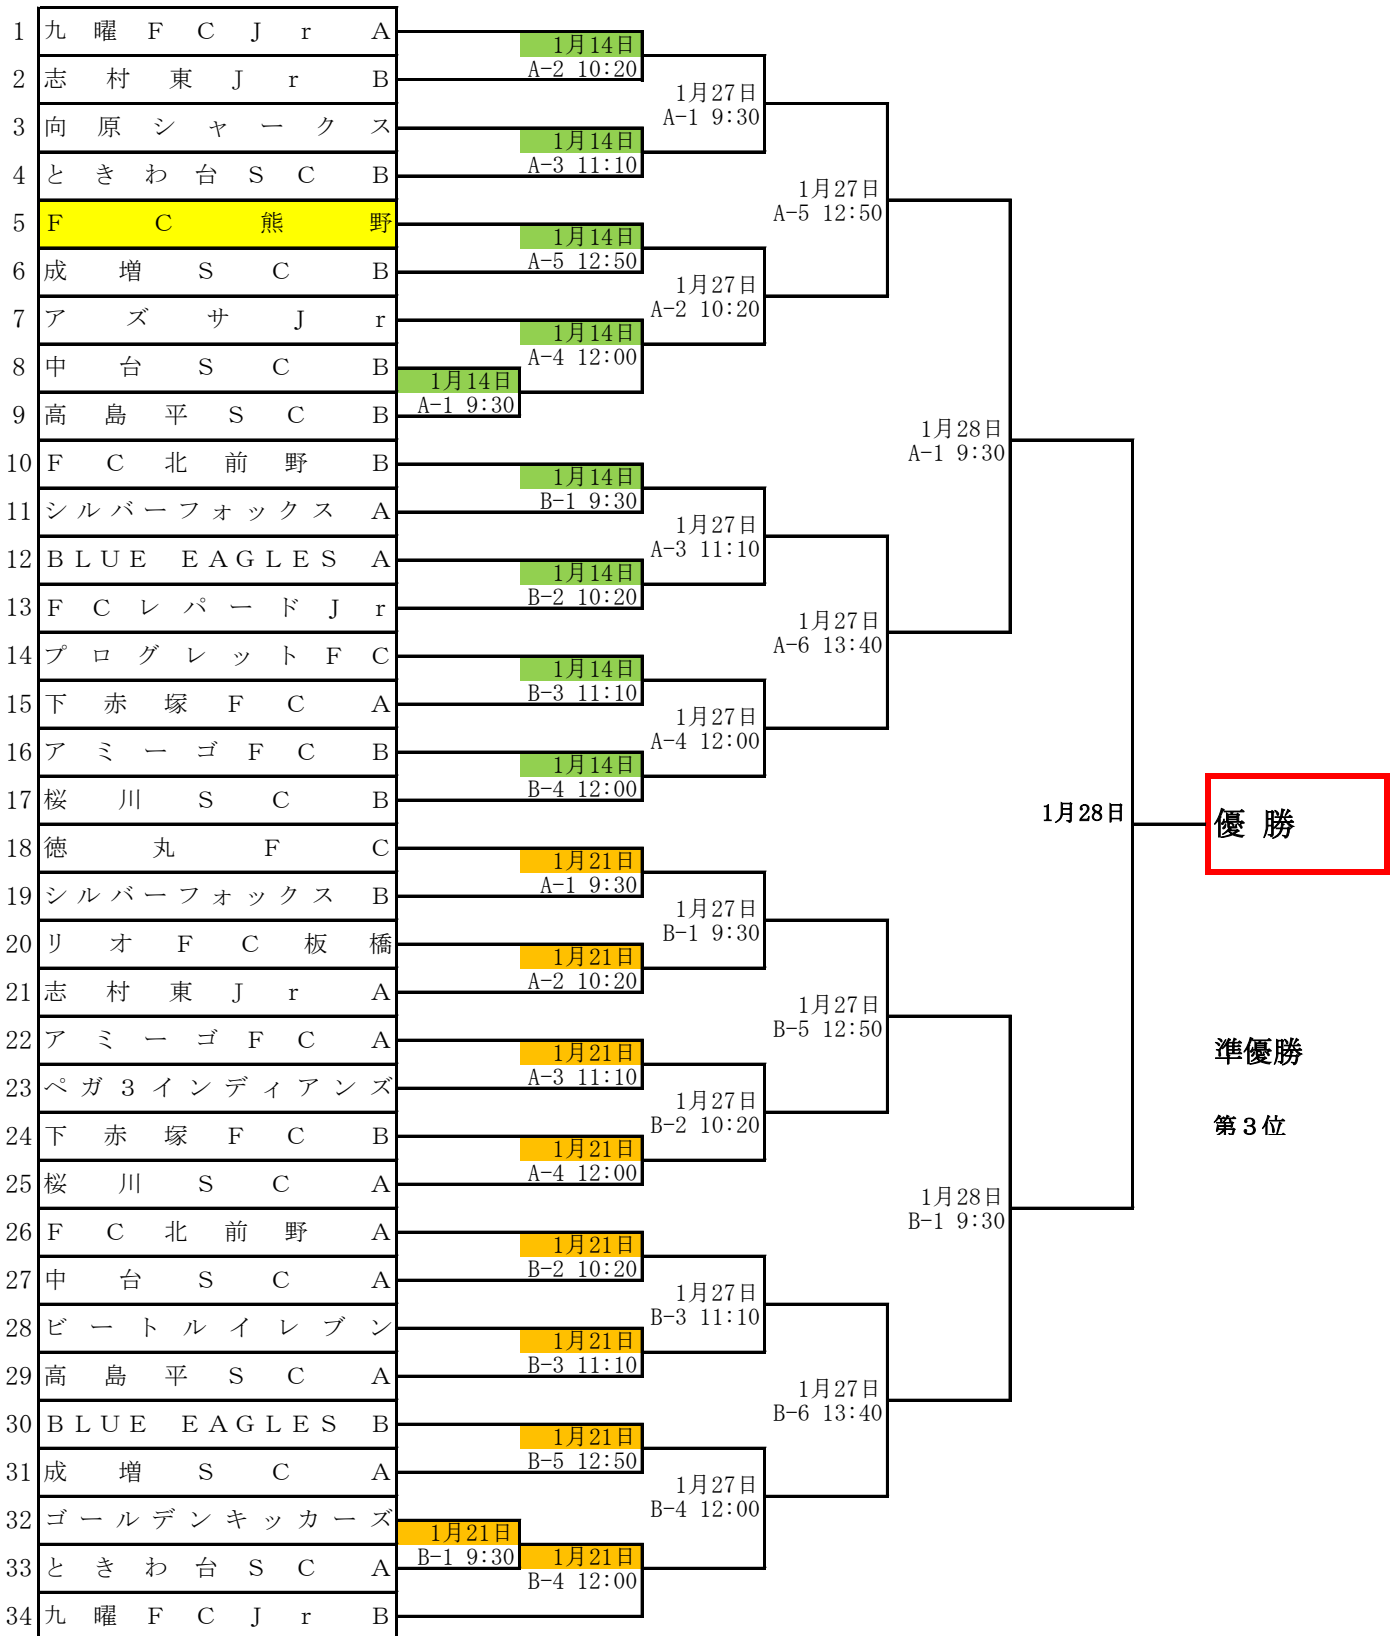 1 九曜ＦＣＪｒ Ａ
2 志村東Ｊｒ Ｂ
3 向原シャークス
4 ときわ台ＳＣ Ｂ
5 ＦＣ熊野
6 成増ＳＣ Ｂ
7 アズサＪｒ
8 中台ＳＣ Ｂ
9 高島平ＳＣ Ｂ
10 ＦＣ北前野 Ｂ
11 シルバーフォックス Ａ
12 ＢＬＵＥ ＥＡＧＬＥＳ Ａ
13 ＦＣレパードＪｒ
14 プログレットＦＣ
15 下赤塚ＦＣ Ａ
16 アミーゴＦＣ Ｂ
17 桜川ＳＣ Ｂ
18 徳丸ＦＣ
19 シルバーフォックス Ｂ
20 リオＦＣ板橋
21 志村東Ｊｒ Ａ
22 アミーゴＦＣ Ａ
23 ペガ３インディアンズ
24 下赤塚ＦＣ Ｂ
25 桜川ＳＣ Ａ
26 ＦＣ北前野 Ａ
27 中台ＳＣ Ａ
28 ビートルイレブン
29 高島平ＳＣ Ａ
30 ＢＬＵＥ ＥＡＧＬＥＳ Ｂ
31 成増ＳＣ Ａ
32 ゴールデンキッカーズ
33 ときわ台ＳＣ Ａ
34 九曜ＦＣＪｒ Ｂ
1月14日
A-1 9:30
1月21日
B-1 9:30
1月14日
A-2 10:20
1月14日
A-3 11:10
1月14日
A-5 12:50
1月14日
A-4 12:00
1月14日
B-1 9:30
1月14日
B-2 10:20
1月14日
B-3 11:10
1月14日
B-4 12:00
1月21日
A-1 9:30
1月21日
A-2 10:20
1月21日
A-3 11:10
1月21日
A-4 12:00
1月21日
B-2 10:20
1月21日
B-3 11:10
1月21日
B-5 12:50
1月21日
B-4 12:00
1月27日
A-1 9:30
1月27日
A-2 10:20
1月27日
A-3 11:10
1月27日
A-4 12:00
1月27日
B-1 9:30
1月27日
B-2 10:20
1月27日
B-3 11:10
1月27日
B-4 12:00
1月27日
A-5 12:50
1月27日
A-6 13:40
1月27日
B-5 12:50
1月27日
B-6 13:40
1月28日
A-1 9:30
1月28日
B-1 9:30
1月28日
優 勝
準優勝
第３位